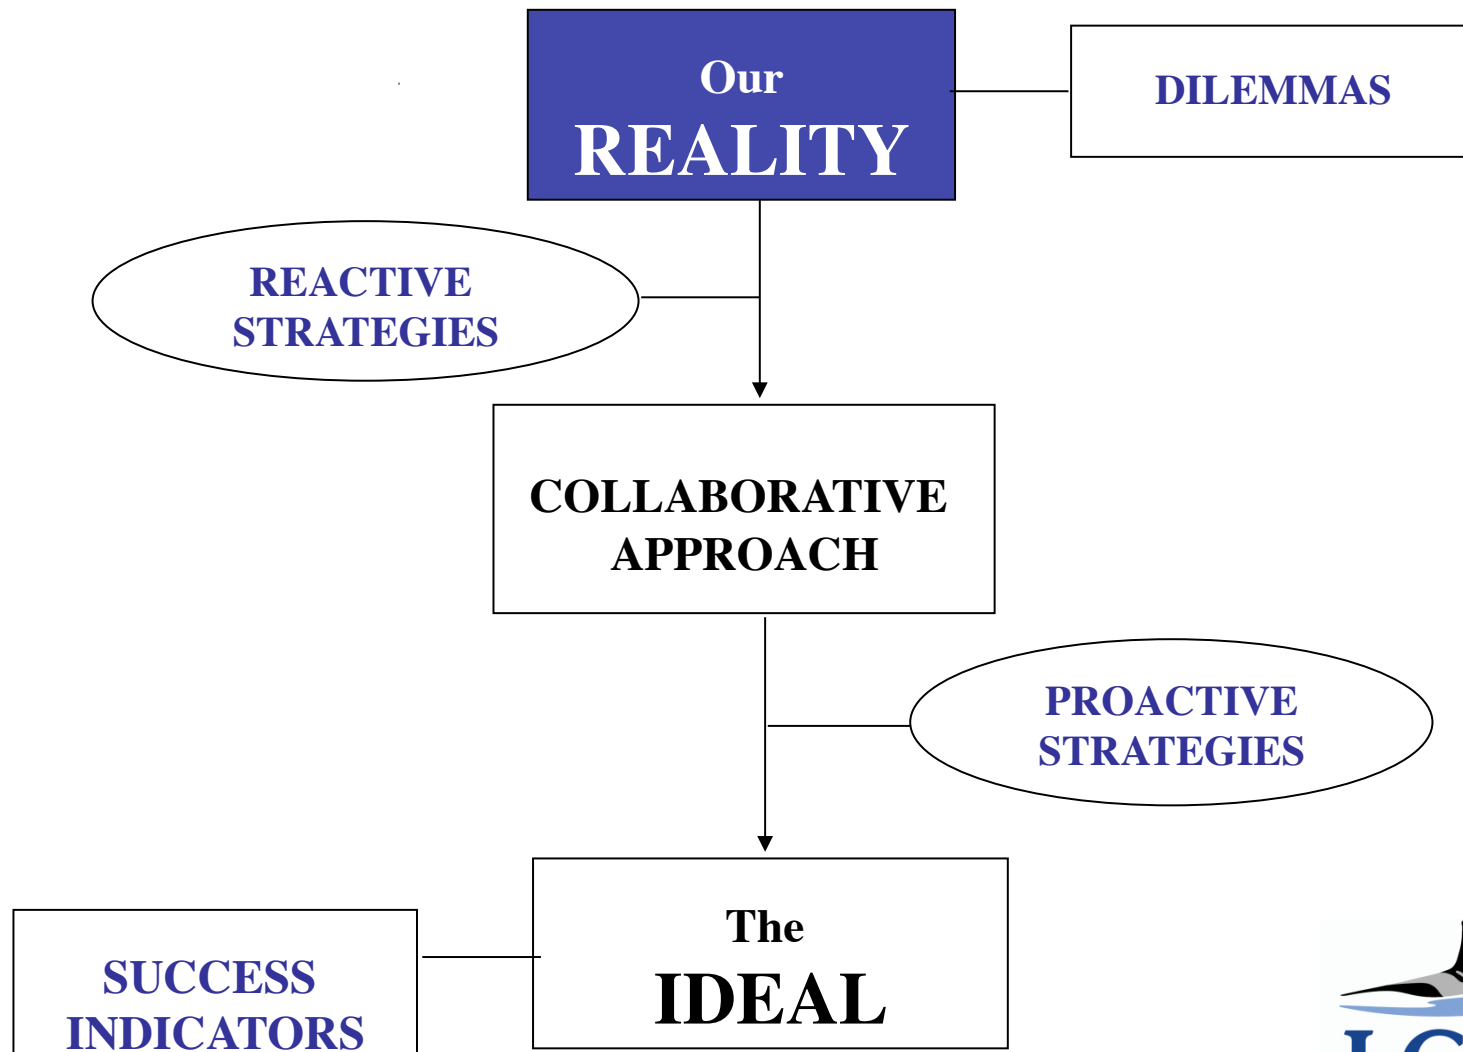 Our
REALITY
DILEMMAS
REACTIVE
STRATEGIES
COLLABORATIVE
APPROACH
PROACTIVE
STRATEGIES
The
IDEAL
SUCCESS
INDICATORS